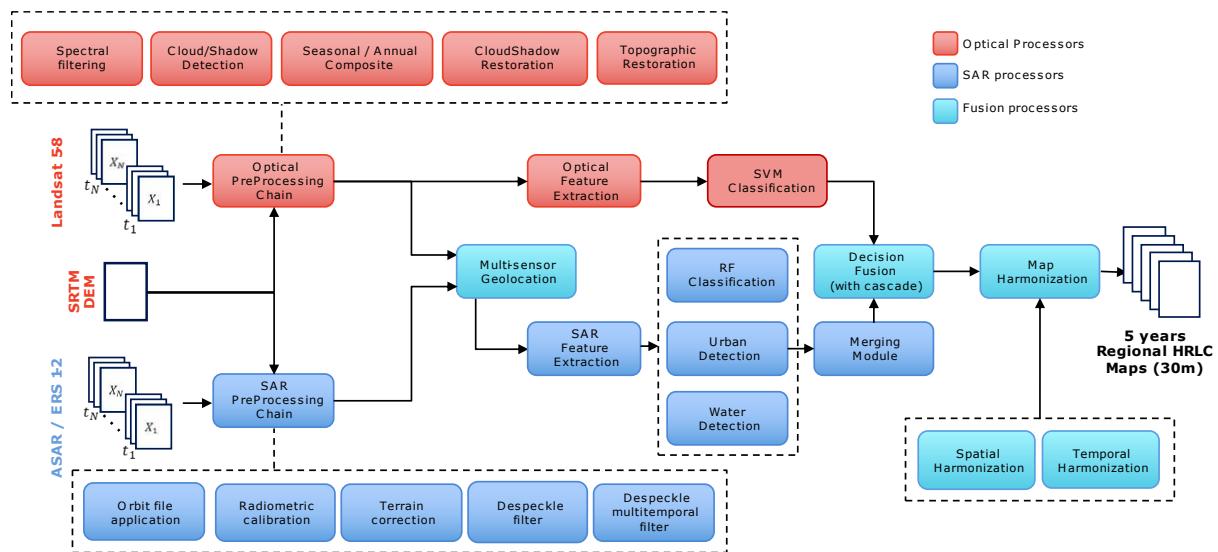 Spectral
filtering
Cloud/Shadow
Detection
Seasonal / Annual
Composite
CloudShadow
Restoration
Topographic
Restoration
Optical Processors
SAR processors
Fusion processors
Landsat 58
X_N
t_N
X_1
t_1
Optical
PreProcessing
Chain
Optical
Feature
Extraction
SVM
Classification
SRTM
DEM
Multi-sensor
Geolocation
RF
Classification
Decision
Fusion
(with cascade)
Map
Harmonization
SAR
Feature
Extraction
Urban
Detection
Merging
Module
5 years
Regional HRLC
Maps (30m)
ASAR / ERS 12
X_N
t_N
X_1
t_1
SAR
PreProcessing
Chain
Water
Detection
Spatial
Harmonization
Temporal
Harmonization
Orbit file
application
Radiometric
calibration
Terrain
correction
Despeckle
filter
Despeckle
multitemporal
filter